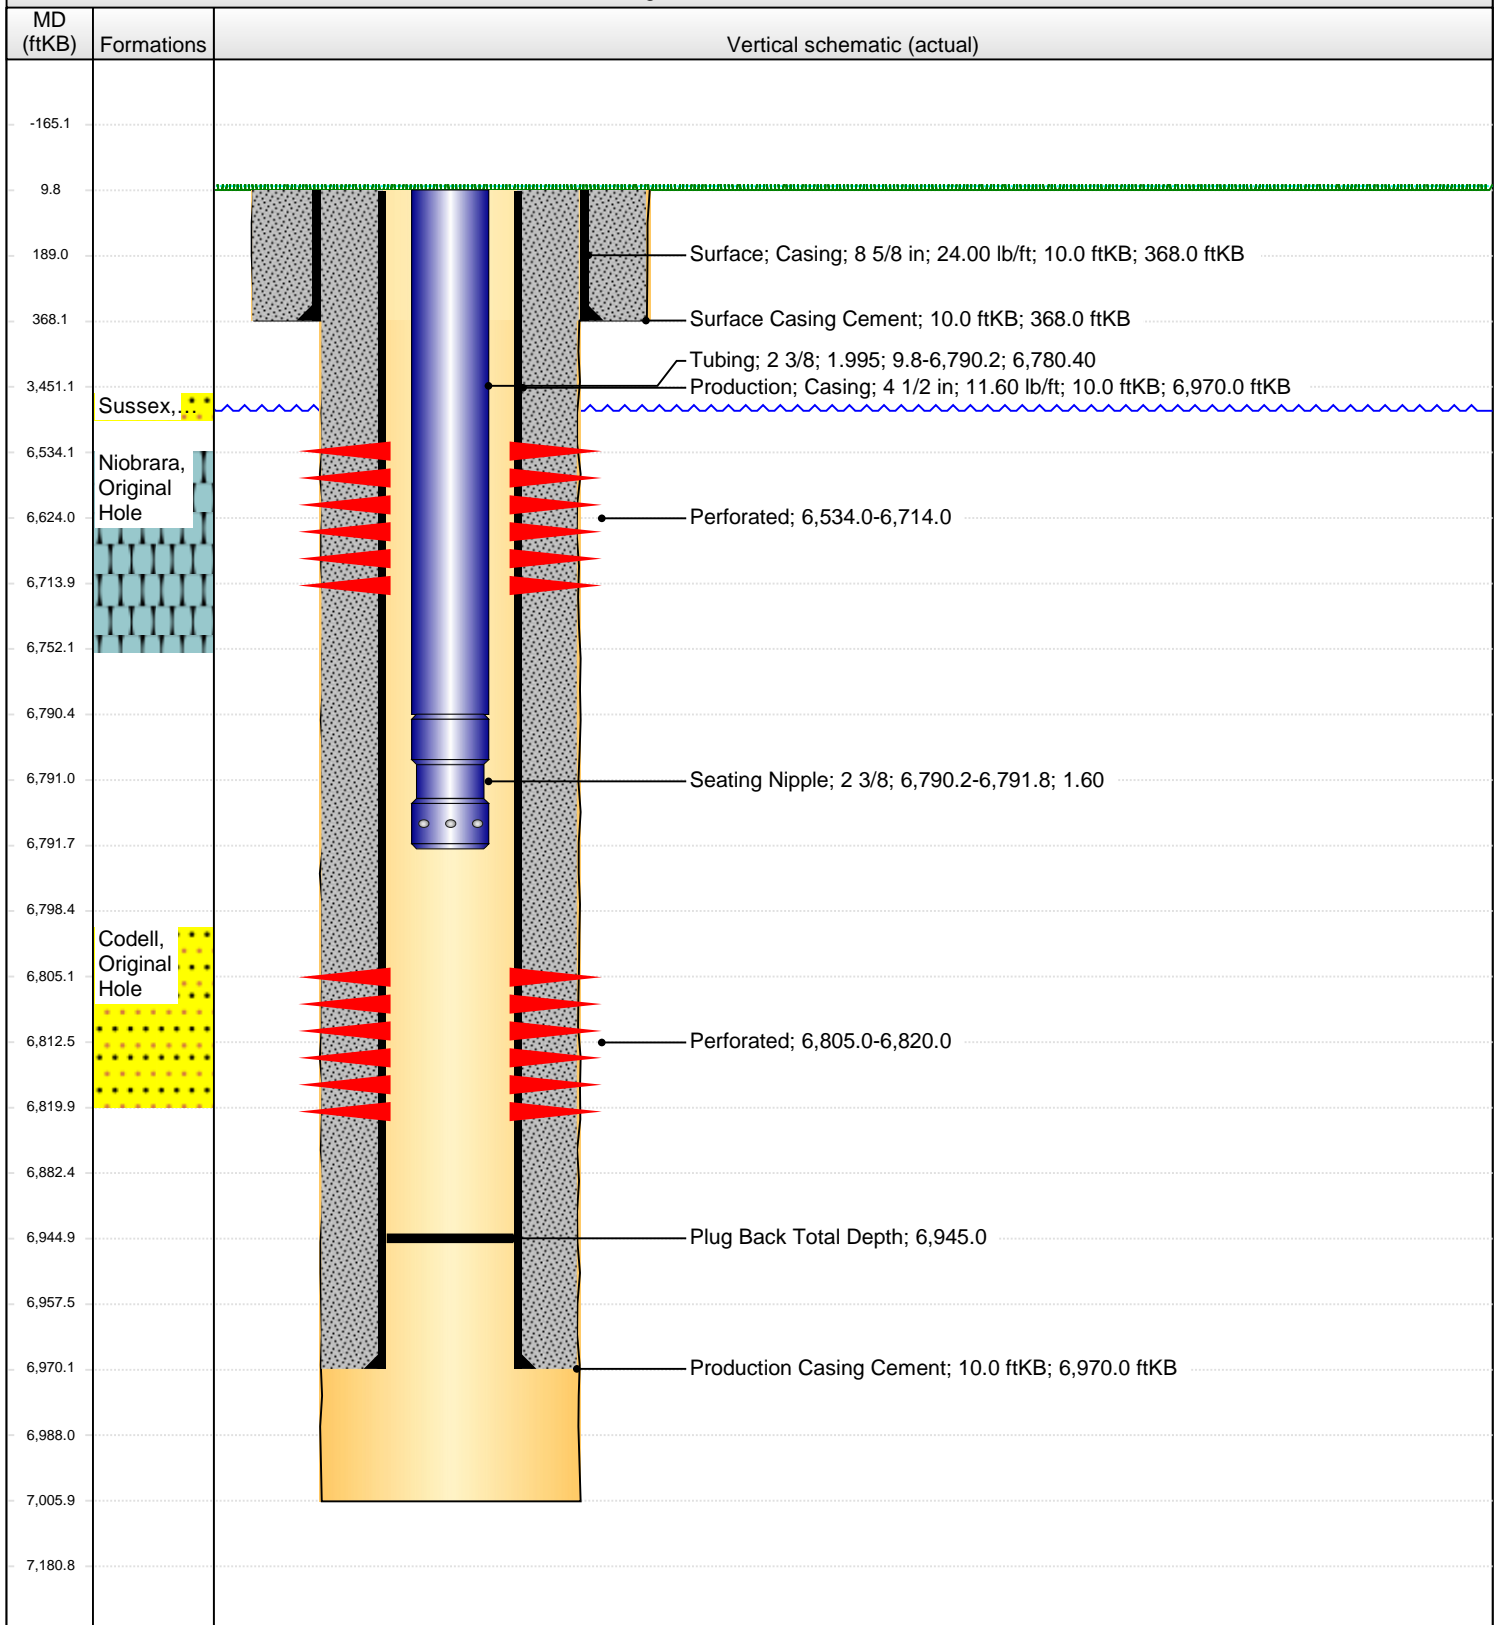 MD
(ftKB)
Formations
Vertical schematic (actual)
-165.1
9.8
189.0
Surface; Casing; 8 5/8 in; 24.00 lb/ft; 10.0 ftKB; 368.0 ftKB
368.1
Surface Casing Cement; 10.0 ftKB; 368.0 ftKB
Tubing; 2 3/8; 1.995; 9.8-6,790.2; 6,780.40
3,451.1
Production; Casing; 4 1/2 in; 11.60 lb/ft; 10.0 ftKB; 6,970.0 ftKB
Sussex,...
6,534.1
Niobrara,
Original
Hole
6,624.0
Perforated; 6,534.0-6,714.0
6,713.9
6,752.1
6,790.4
6,791.0
Seating Nipple; 2 3/8; 6,790.2-6,791.8; 1.60
6,791.7
6,798.4
Codell,
Original
Hole
6,805.1
6,812.5
Perforated; 6,805.0-6,820.0
6,819.9
6,882.4
6,944.9
Plug Back Total Depth; 6,945.0
6,957.5
6,970.1
Production Casing Cement; 10.0 ftKB; 6,970.0 ftKB
6,988.0
7,005.9
7,180.8